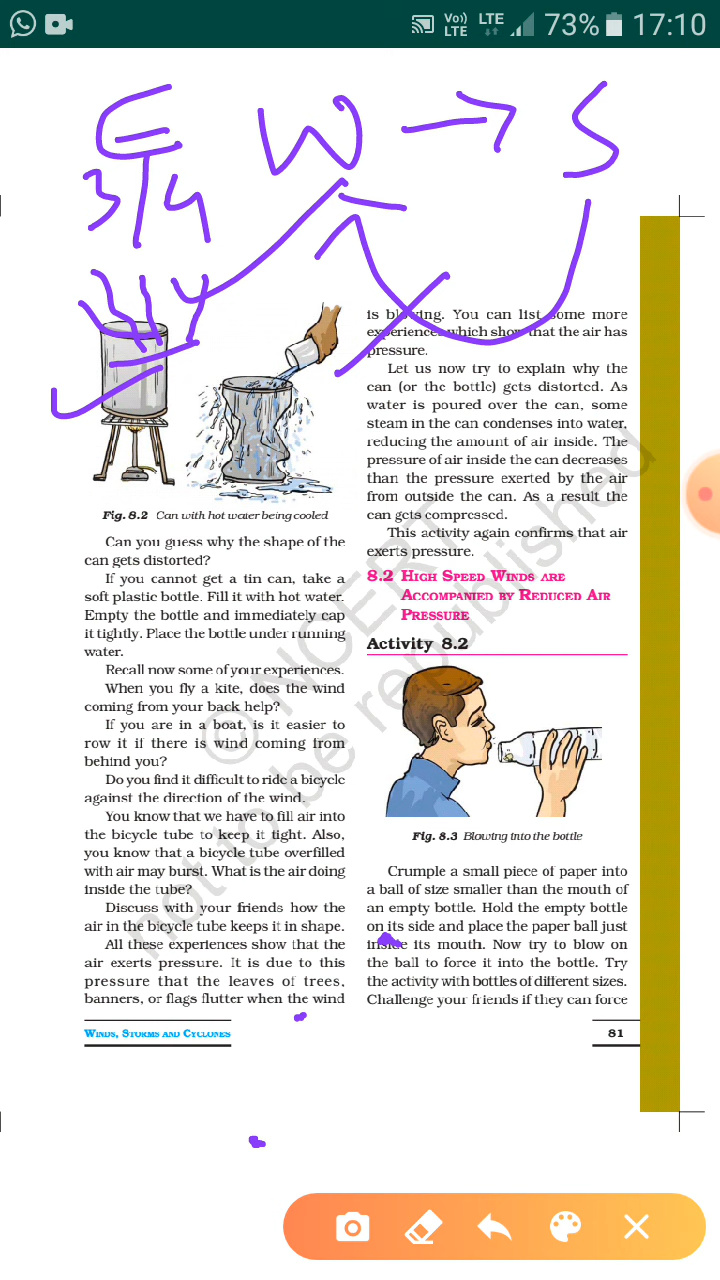 Vo)) LTE LTE 73% 17:10
E W → S
3/4
Fig. 8.2 Can with hot water being cooled
Can you guess why the shape of the
can gets distorted?
If you cannot get a tin can, take a
soft plastic bottle. Fill it with hot water.
Empty the bottle and immediately cap
it tightly. Place the bottle under running
water.
Recall now some of your experiences.
When you fly a kite, does the wind
coming from your back help?
If you are in a boat, is it easier to
row it if there is wind coming from
behind you?
Do you find it difficult to ride a bicycle
against the direction of the wind.
You know that we have to fill air into
the bicycle tube to keep it tight. Also,
you know that a bicycle tube overfilled
with air may burst. What is the air doing
inside the tube?
Discuss with your friends how the
air in the bicycle tube keeps it in shape.
All these experiences show that the
air exerts pressure. It is due to this
pressure that the leaves of trees,
banners, or flags flutter when the wind
is blowing. You can list some more
experiences which show that the air has
pressure.
Let us now try to explain why the
can (or the bottle) gets distorted. As
water is poured over the can, some
steam in the can condenses into water,
reducing the amount of air inside. The
pressure of air inside the can decreases
than the pressure exerted by the air
from outside the can. As a result the
can gets compressed.
This activity again confirms that air
exerts pressure.
8.2 HIGH SPEED WINDS ARE
ACCOMPANIED BY REDUCED AIR
PRESSURE
Activity 8.2
Fig. 8.3 Blowing into the bottle
Crumple a small piece of paper into
a ball of size smaller than the mouth of
an empty bottle. Hold the empty bottle
on its side and place the paper ball just
inside its mouth. Now try to blow on
the ball to force it into the bottle. Try
the activity with bottles of different sizes.
Challenge your friends if they can force
WINDS, STORMS AND CYCLONES
81
© NCERT
not to be republished